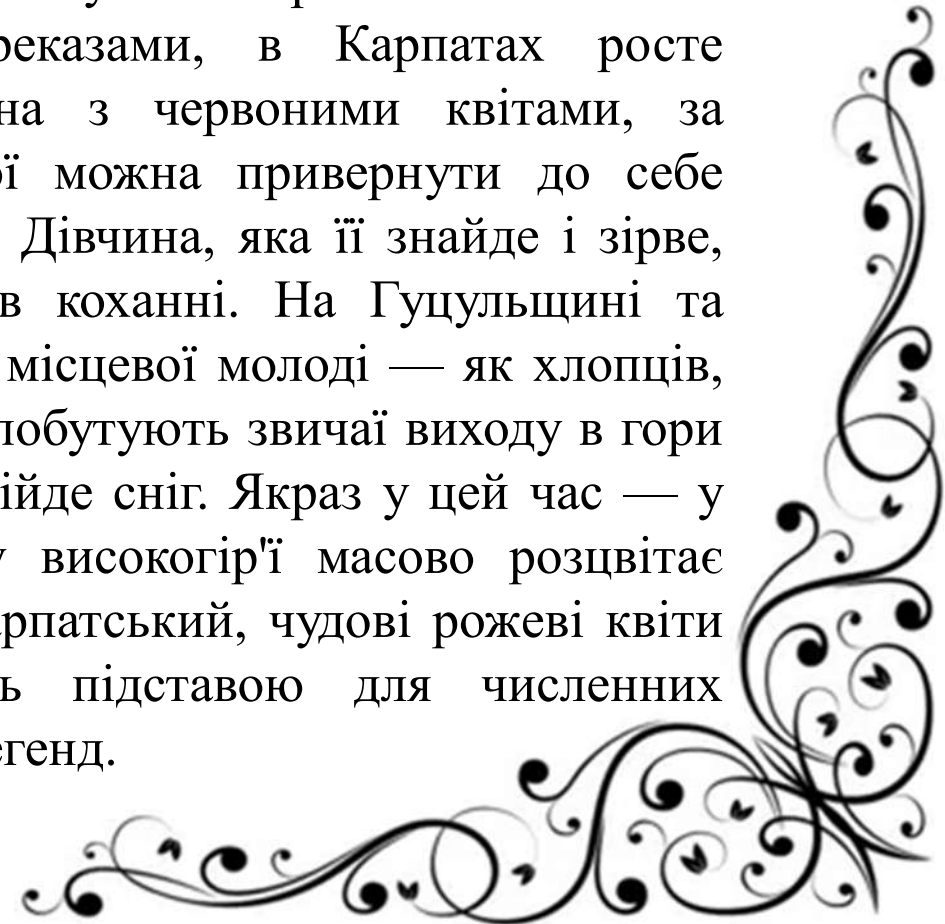 реказами, в Карпатах росте
на з червоними квітами, за
ої можна привернути до себе
Дівчина, яка її знайде і зірве,
в коханні. На Гуцульщині та
місцевої молоді — як хлопців,
побутують звичаї виходу в гори
ійде сніг. Якраз у цей час — у
у високогір'ї масово розцвітає
арпатський, чудові рожеві квіти
ь підставою для численних
егенд.